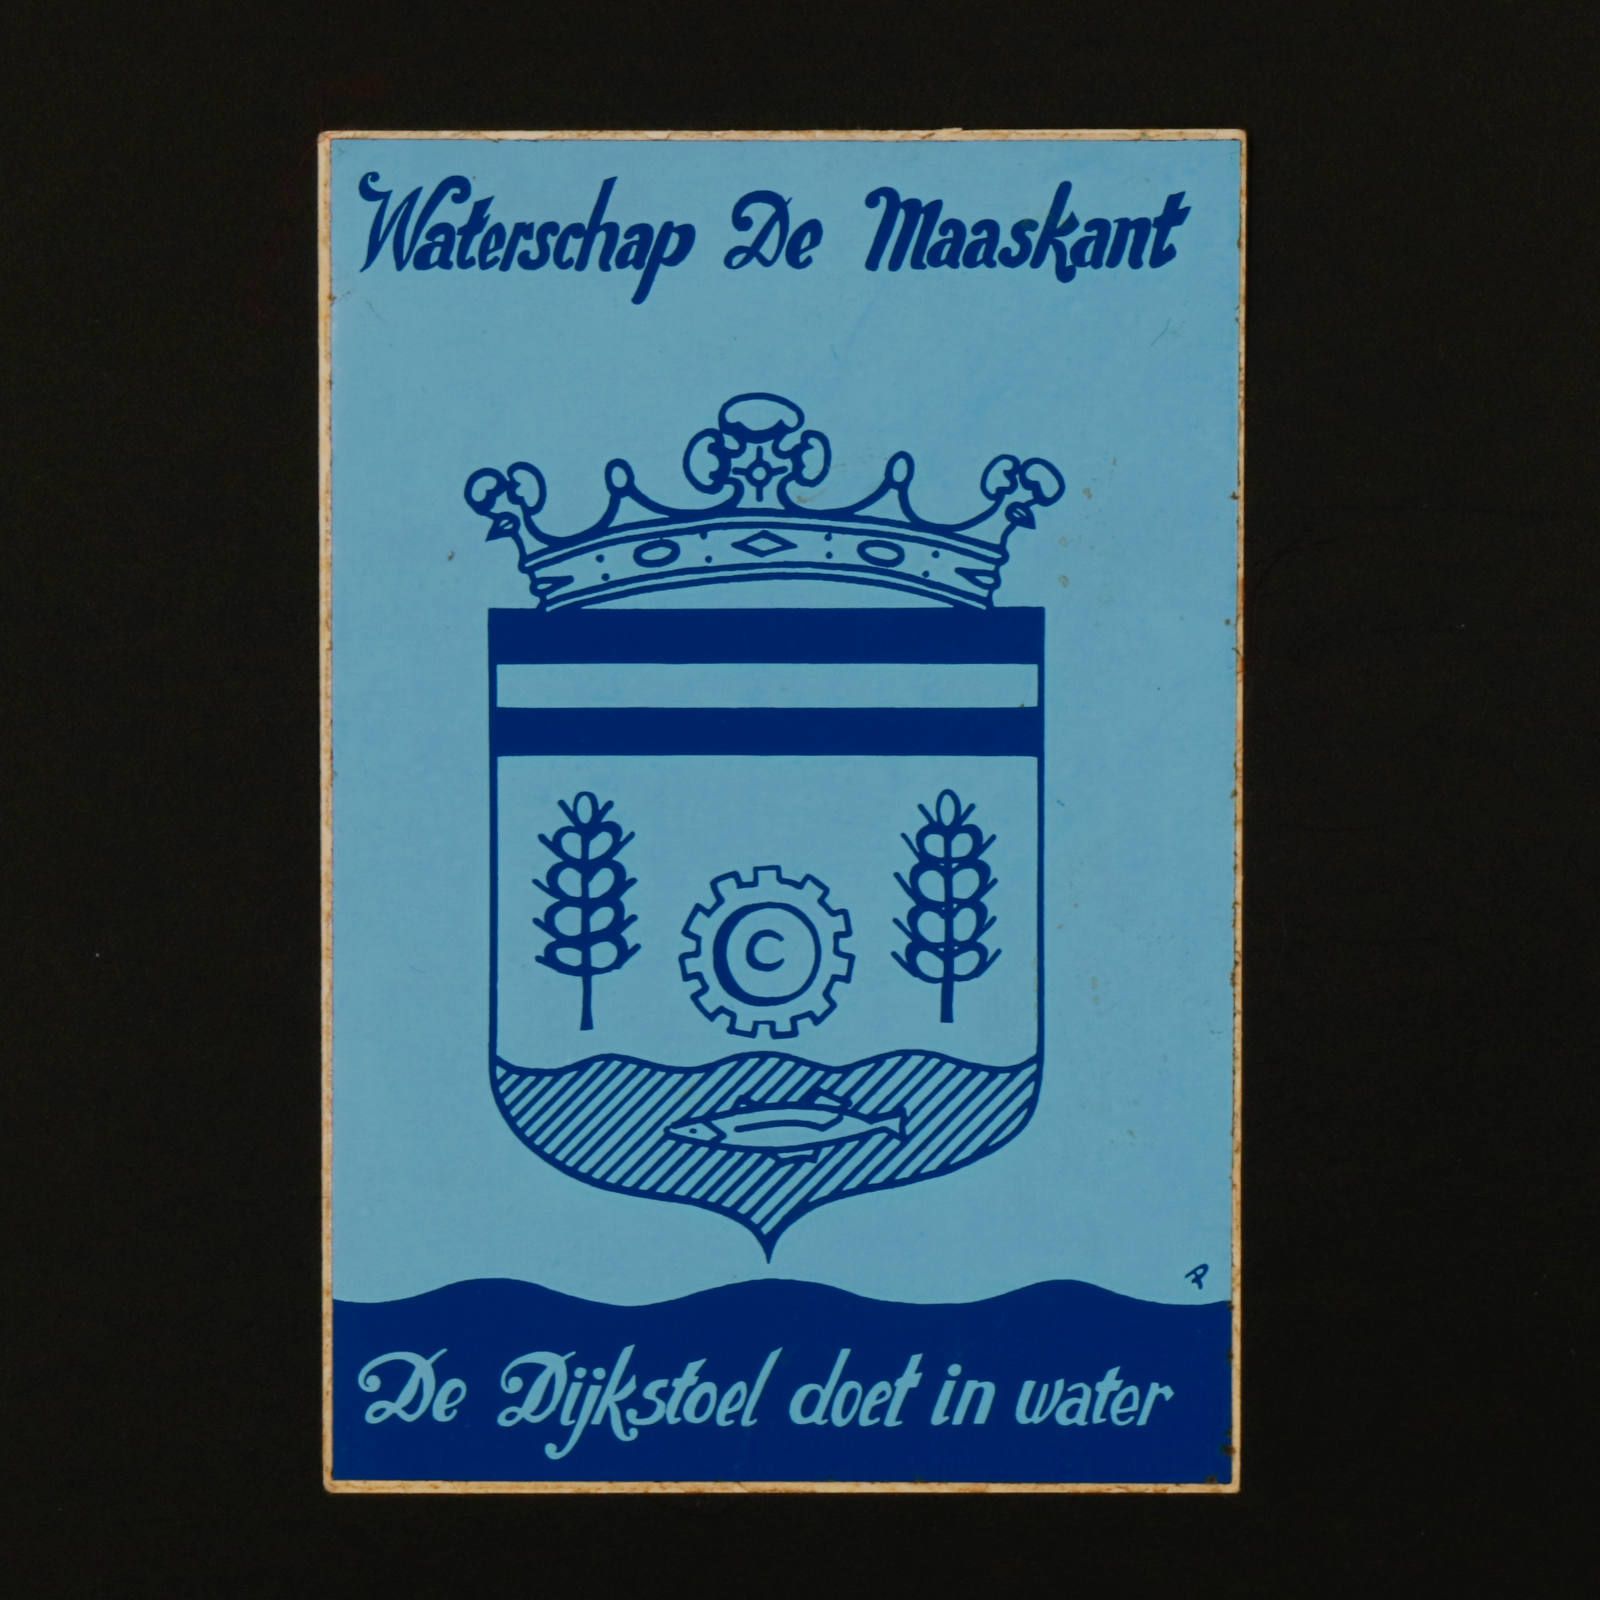 Waterschap De Maaskant
C
De Dijkstoel doet in water